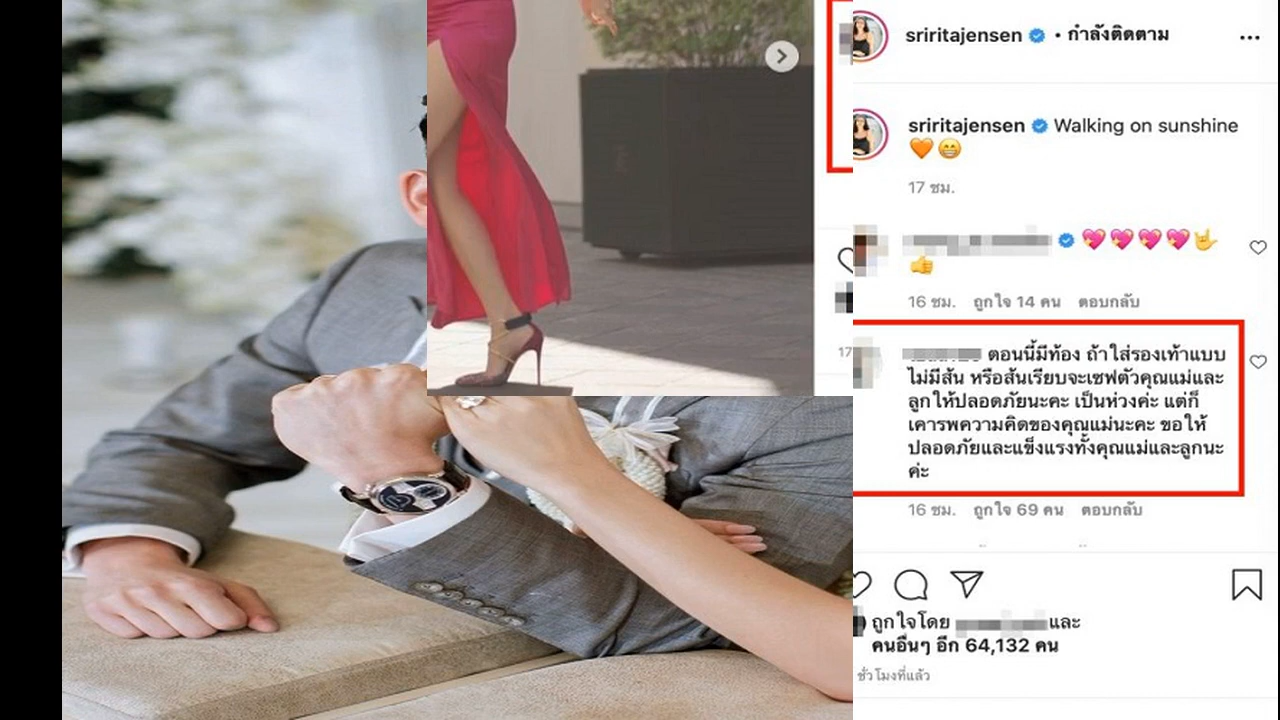 sriritajensen • กำลังติดตาม
sriritajensen Walking on sunshine
🧡😁
17 ชม.
💖💖💖💖🤟
👍
16 ชม. ถูกใจ 14 คน ตอบกลับ
ตอนนี้มีท้อง ถ้าใส่รองเท้าแบบ
ไม่มีส้น หรือส้นเรียบจะเซฟตัวคุณแม่และ
ลูกให้ปลอดภัยนะคะ เป็นห่วงค่ะ แต่ก็
เคารพความคิดของคุณแม่นะคะ ขอให้
ปลอดภัยและแข็งแรงทั้งคุณแม่และลูกนะ
ค่ะ
16 ชม. ถูกใจ 69 คน ตอบกลับ
ถูกใจโดย และ
คนอื่นๆ อีก 64,132 คน
ชั่วโมงที่แล้ว
17